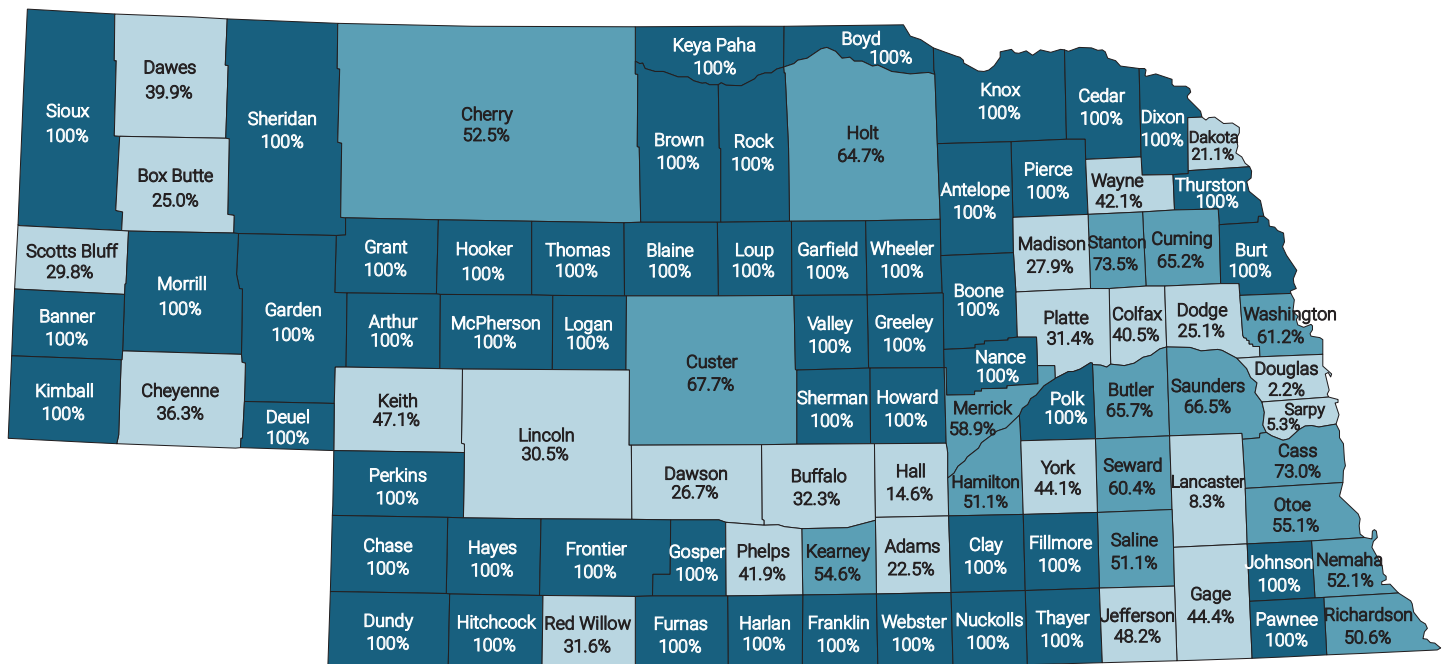 Sioux
100%
Dawes
39.9%
Box Butte
25.0%
Sheridan
100%
Cherry
52.5%
Keya Paha
100%
Boyd
100%
Brown
100%
Rock
100%
Holt
64.7%
Knox
100%
Cedar
100%
Dixon
100%
Dakota
21.1%
Antelope
100%
Pierce
100%
Wayne
42.1%
Thurston
100%
Scotts Bluff
29.8%
Morrill
100%
Garden
100%
Grant
100%
Hooker
100%
Thomas
100%
Blaine
100%
Loup
100%
Garfield
100%
Wheeler
100%
Madison
27.9%
Stanton
73.5%
Cuming
65.2%
Burt
100%
Banner
100%
Arthur
100%
McPherson
100%
Logan
100%
Custer
67.7%
Valley
100%
Greeley
100%
Boone
100%
Platte
31.4%
Colfax
40.5%
Dodge
25.1%
Washington
61.2%
Kimball
100%
Cheyenne
36.3%
Deuel
100%
Keith
47.1%
Lincoln
30.5%
Sherman
100%
Howard
100%
Nance
100%
Merrick
58.9%
Polk
100%
Butler
65.7%
Saunders
66.5%
Douglas
2.2%
Sarpy
5.3%
Perkins
100%
Dawson
26.7%
Buffalo
32.3%
Hall
14.6%
Hamilton
51.1%
York
44.1%
Seward
60.4%
Lancaster
8.3%
Cass
73.0%
Otoe
55.1%
Chase
100%
Hayes
100%
Frontier
100%
Gosper
100%
Phelps
41.9%
Kearney
54.6%
Adams
22.5%
Clay
100%
Fillmore
100%
Saline
51.1%
Gage
44.4%
Johnson
100%
Nemaha
52.1%
Dundy
100%
Hitchcock
100%
Red Willow
31.6%
Furnas
100%
Harlan
100%
Franklin
100%
Webster
100%
Nuckolls
100%
Thayer
100%
Jefferson
48.2%
Pawnee
100%
Richardson
50.6%